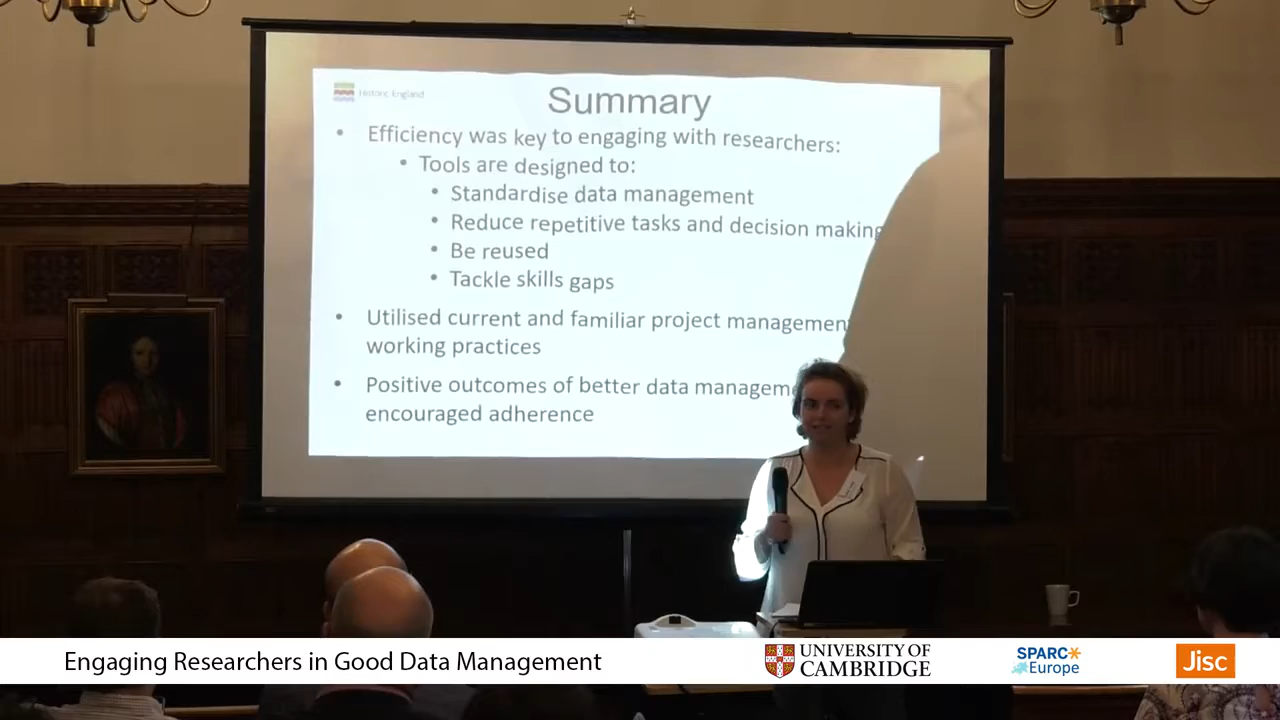 Historic England
Summary
• Efficiency was key to engaging with researchers:
• Tools are designed to:
• Standardise data management
• Reduce repetitive tasks and decision making
• Be reused
• Tackle skills gaps
• Utilised current and familiar project management
working practices
• Positive outcomes of better data manageme
encouraged adherence
Engaging Researchers in Good Data Management
UNIVERSITY OF
CAMBRIDGE
SPARC*
Europe
Jisc